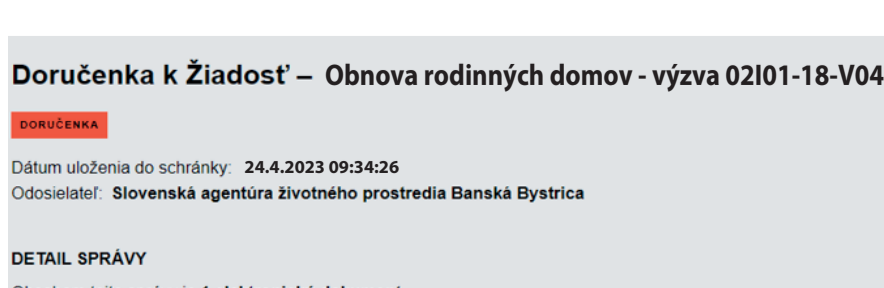 Doručenka k Žiadosť – Obnova rodinných domov - výzva 02I01-18-V04
DORUČENKA
Dátum uloženia do schránky: 24.4.2023 09:34:26
Odosielateľ: Slovenská agentúra životného prostredia Banská Bystrica
DETAIL SPRÁVY